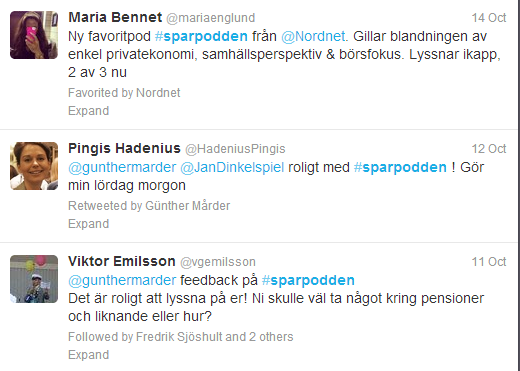 Maria Bennet @mariaenglund 14 Oct
Ny favoritpod #sparpodden från @Nordnet. Gillar blandningen av
enkel privatekonomi, samhällsperspektiv & börsfokus. Lyssnar ikapp,
2 av 3 nu
Favorited by Nordnet
Expand
Pingis Hadenius @HadeniusPingis 12 Oct
@gunthermarder @JanDinkelspiel roligt med #sparpodden ! Gör
min lördag morgon
Retweeted by Günther Mårder
Expand
Viktor Emilsson @vgemilsson 11 Oct
@gunthermarder feedback på #sparpodden
Det är roligt att lyssna på er! Ni skulle väl ta något kring pensioner
och liknande eller hur?
Followed by Fredrik Sjöshult and 2 others
Expand